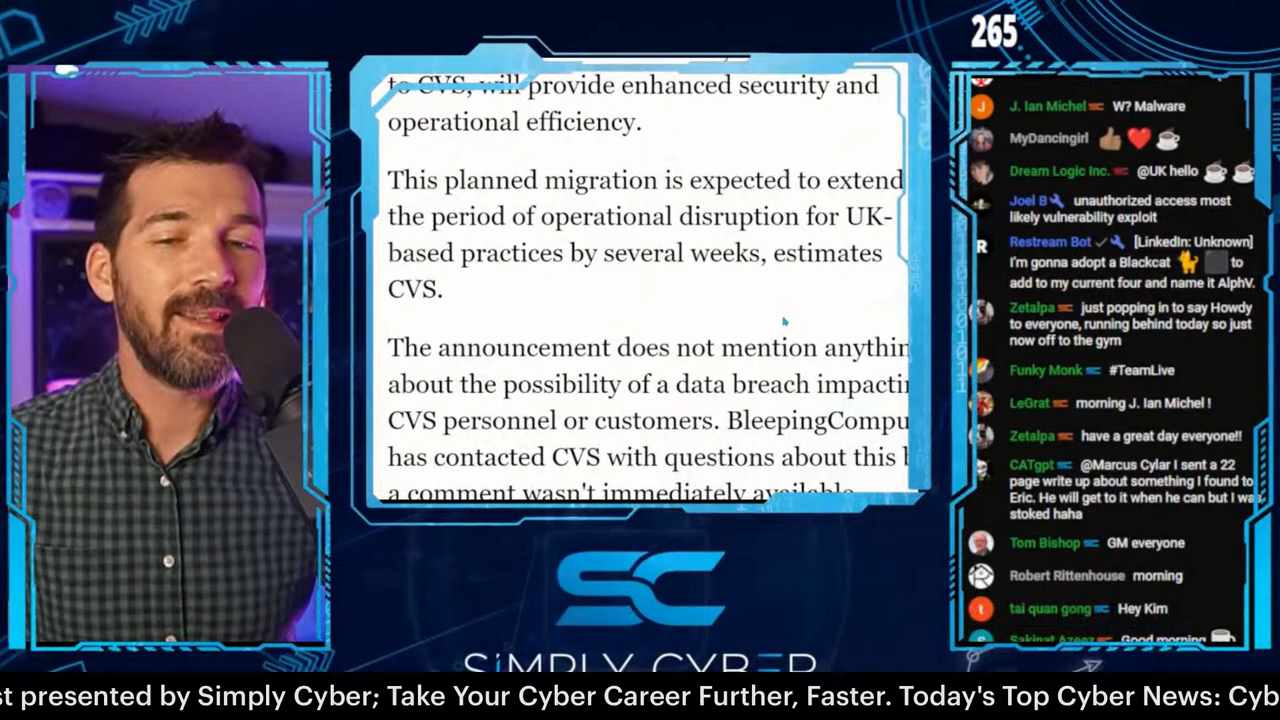 265
to CVS, will provide enhanced security and
operational efficiency.
This planned migration is expected to extend
the period of operational disruption for UK-
based practices by several weeks, estimates
CVS.
The announcement does not mention anythin
about the possibility of a data breach impacti
CVS personnel or customers. BleepingCompu
has contacted CVS with questions about this b
a comment wasn't immediately available
J. Ian Michel W? Malware
MyDancingirl 👍🏽 ❤️ ☕
Dream Logic Inc. @UK hello ☕ ☕
Joel B unauthorized access most
likely vulnerability exploit
R
Restream Bot [LinkedIn: Unknown]
I'm gonna adopt a Blackcat 🐈 ⬛ to
add to my current four and name it AlphV.
Zetalpa just popping in to say Howdy
to everyone, running behind today so just
now off to the gym
Funky Monk #TeamLive
LeGrat morning J. Ian Michel !
Zetalpa have a great day everyone!!
CATgpt @Marcus Cylar I sent a 22
page write up about something I found to
Eric. He will get to it when he can but I was
stoked haha
Tom Bishop GM everyone
Robert Rittenhouse morning
tai quan gong Hey Kim
Sakinat Azeez Good morning ☕
SC
SIMPLY CYBER
st presented by Simply Cyber; Take Your Cyber Career Further, Faster. Today's Top Cyber News: Cyb